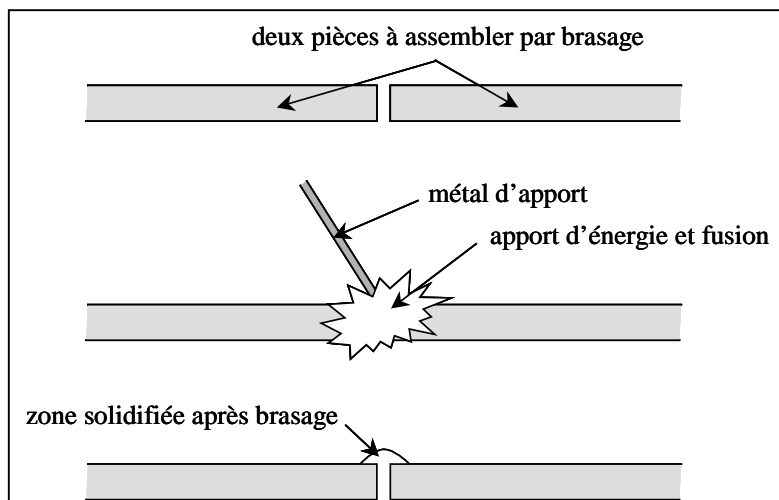 deux pièces à assembler par brasage
métal d’apport
apport d’énergie et fusion
zone solidifiée après brasage